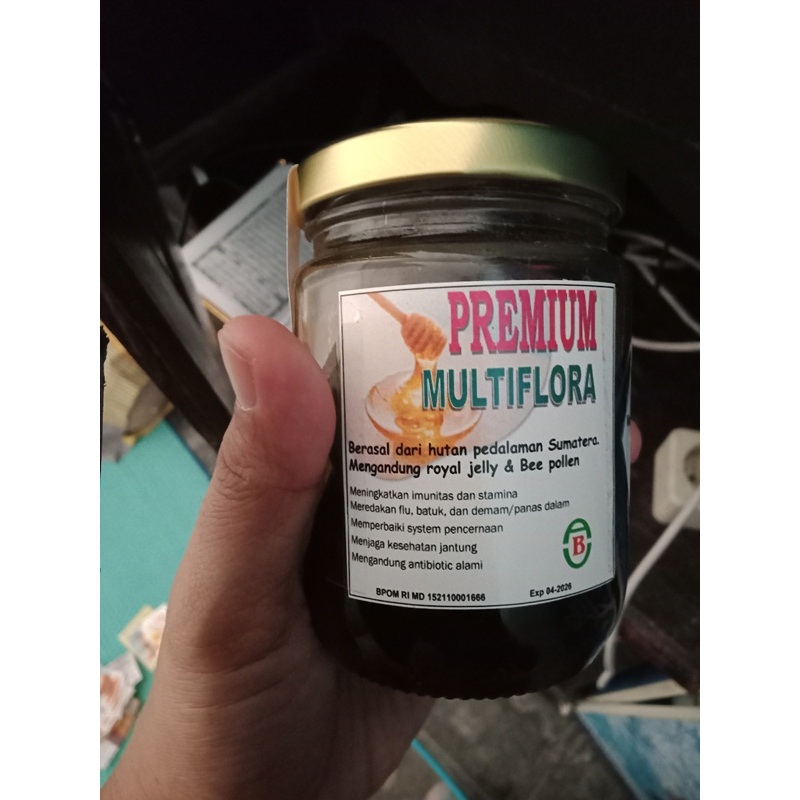 PREMIUM
MULTIFLORA
Berasal dari hutan pedalaman Sumatera.
Mengandung royal jelly & Bee pollen
Meningkatkan imunitas dan stamina
Meredakan flu, batuk, dan demam/panas dalam
Memperbaiki system pencernaan
Menjaga kesehatan jantung
Mengandung antibiotic alami
B
BPOM RI MD 152110001666
Exp 04-2026